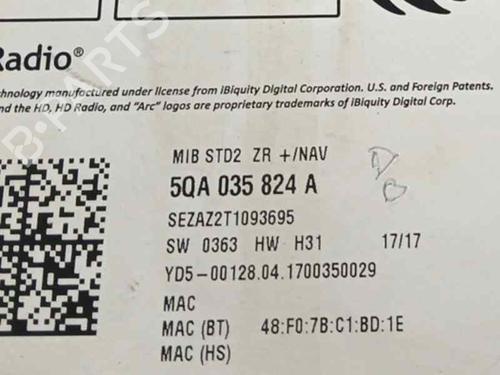 Radio®
chnology manufactured under license from iBiquity Digital Corporation. U.S. and Foreign Patents.
nd the HD, HD Radio, and "Arc" logos are proprietary trademarks of iBiquity Digital Corp.
MIB STD2 ZR +/NAV
5QA 035 824 A
SEZAZ2T1093695
SW 0363 HW H31 17/17
YD5-00128.04.1700350029
MAC
MAC (BT) 48:F0:7B:C1:BD:1E
MAC (HS)
B-PARTS